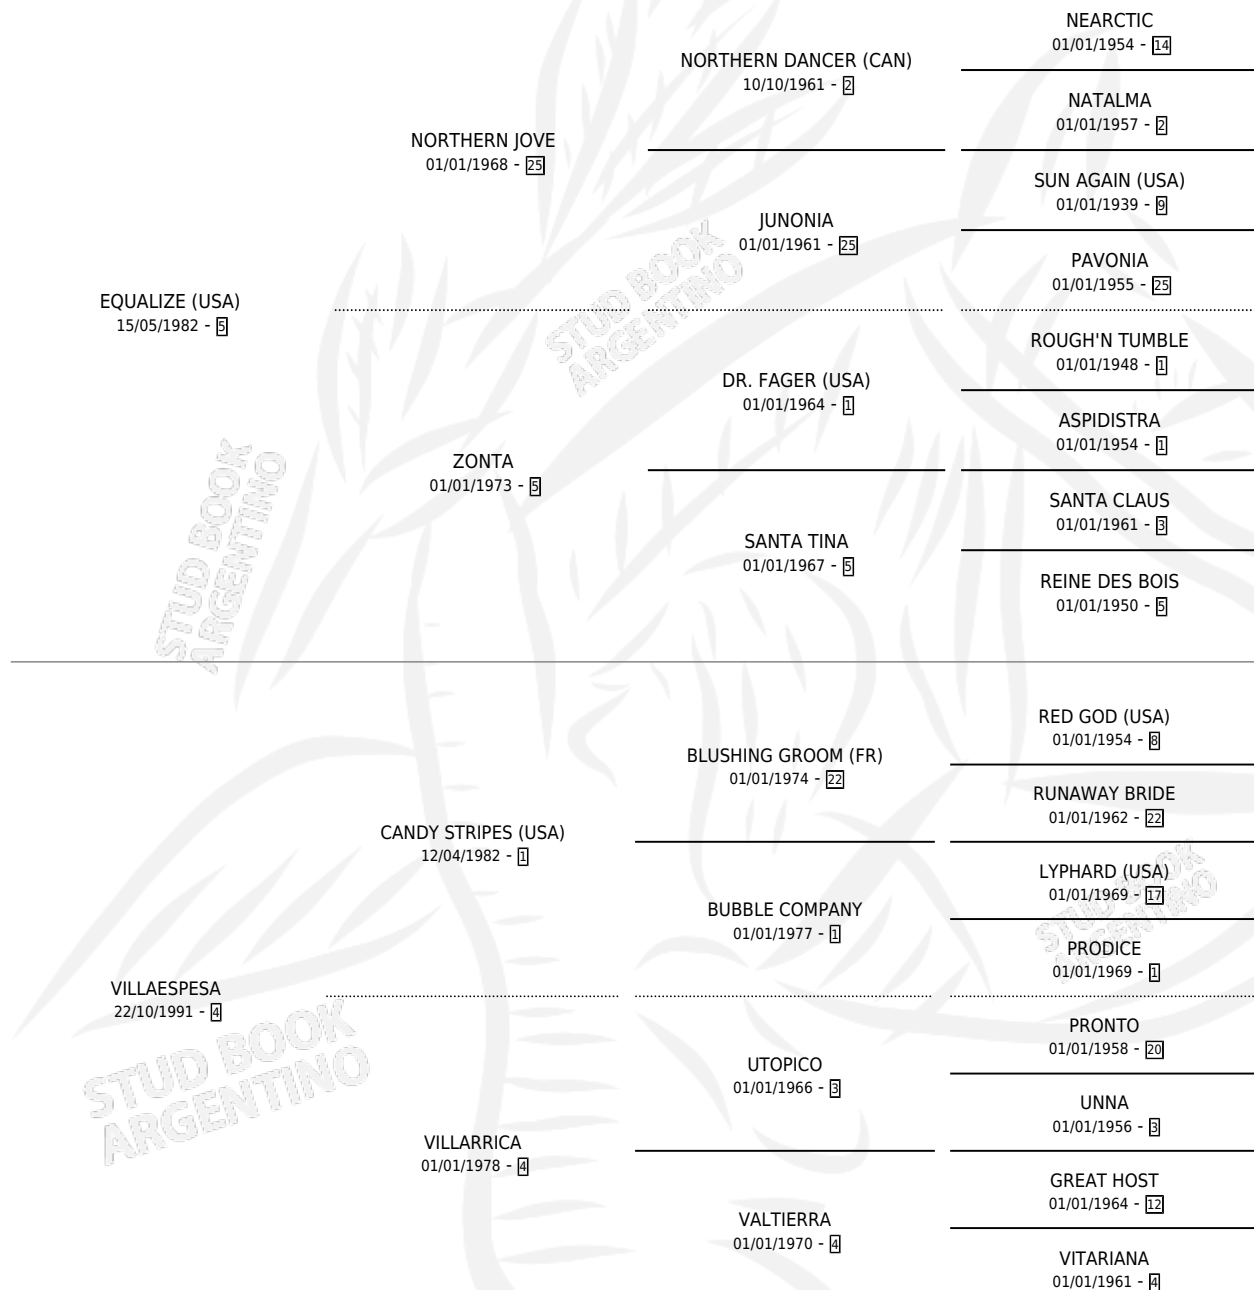 NEARCTIC
01/01/1954 - 14
NORTHERN DANCER (CAN)
10/10/1961 - 2
NATALMA
01/01/1957 - 2
NORTHERN JOVE
01/01/1968 - 25
SUN AGAIN (USA)
01/01/1939 - 9
JUNONIA
01/01/1961 - 25
PAVONIA
01/01/1955 - 25
EQUALIZE (USA)
15/05/1982 - 5
ROUGH'N TUMBLE
01/01/1948 - 1
DR. FAGER (USA)
01/01/1964 - 1
ASPIDISTRA
01/01/1954 - 1
ZONTA
01/01/1973 - 5
SANTA CLAUS
01/01/1961 - 3
SANTA TINA
01/01/1967 - 5
REINE DES BOIS
01/01/1950 - 5
RED GOD (USA)
01/01/1954 - 8
BLUSHING GROOM (FR)
01/01/1974 - 22
RUNAWAY BRIDE
01/01/1962 - 22
CANDY STRIPES (USA)
12/04/1982 - 1
LYPHARD (USA)
01/01/1969 - 17
BUBBLE COMPANY
01/01/1977 - 1
PRODICE
01/01/1969 - 1
VILLAESPESA
22/10/1991 - 4
PRONTO
01/01/1958 - 20
UTOPICO
01/01/1966 - 3
UNNA
01/01/1956 - 3
VILLARRICA
01/01/1978 - 4
GREAT HOST
01/01/1964 - 12
VALTIERRA
01/01/1970 - 4
VITARIANA
01/01/1961 - 4
STUD BOOK
ARGENTINO
STUD BOOK
ARGENTINO
STUD BOOK
ARGENTINO
STUD BOOK
ARGENTINO